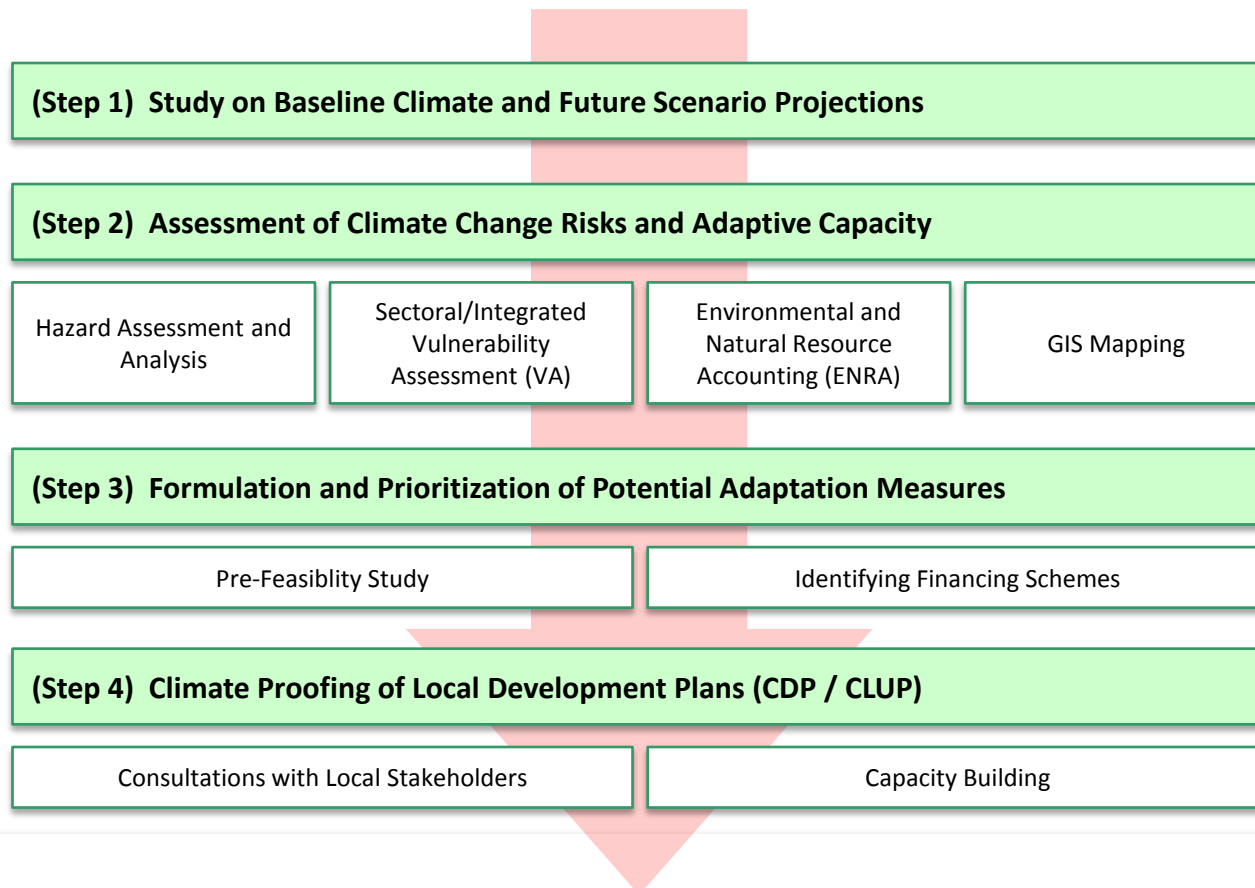 (Step 1) Study on Baseline Climate and Future Scenario Projections
(Step 2) Assessment of Climate Change Risks and Adaptive Capacity
Hazard Assessment and
Analysis
Sectoral/Integrated
Vulnerability
Assessment (VA)
Environmental and
Natural Resource
Accounting (ENRA)
GIS Mapping
(Step 3) Formulation and Prioritization of Potential Adaptation Measures
Pre-Feasiblity Study
Identifying Financing Schemes
(Step 4) Climate Proofing of Local Development Plans (CDP / CLUP)
Consultations with Local Stakeholders
Capacity Building